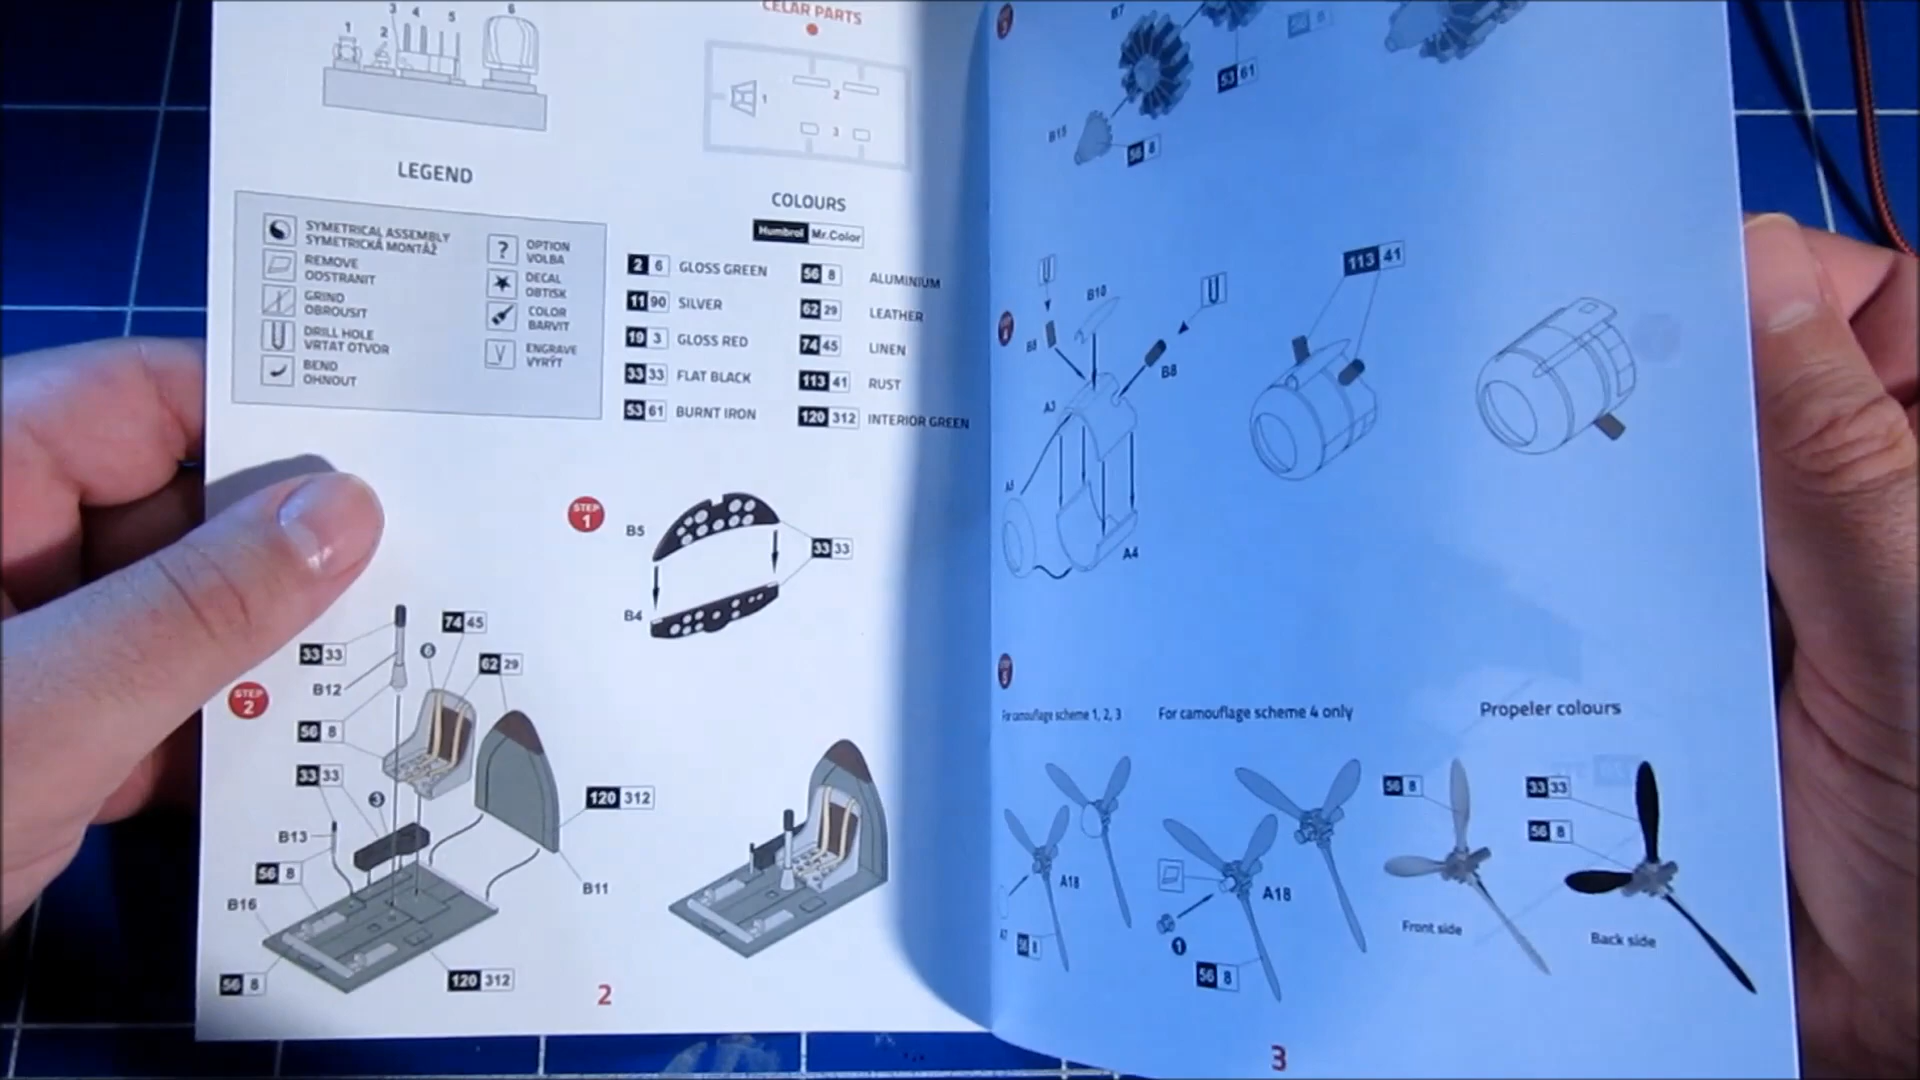 1
2
3
4
5
6
CELAR PARTS
1
2
3
LEGEND
SYMETRICAL ASSEMBLY
SYMETRICKÁ MONTÁŽ
REMOVE
ODSTRANIT
GRIND
OBROUSIT
DRILL HOLE
VRTAT OTVOR
BEND
OHNOUT
?
OPTION
VOLBA
DECAL
OBTISK
COLOR
BARVIT
ENGRAVE
VYRÝT
COLOURS
Humbrol Mr.Color
2 6 GLOSS GREEN
11 90 SILVER
19 3 GLOSS RED
33 33 FLAT BLACK
53 61 BURNT IRON
56 8 ALUMINIUM
62 29 LEATHER
74 45 LINEN
113 41 RUST
120 312 INTERIOR GREEN
STEP
1
B5
33 33
B4
STEP
2
33 33
B12
56 8
33 33
3
B13
56 8
B16
56 8
6
74 45
62 29
120 312
B11
120 312
2
B7
53 61
B15
56 8
B10
B8
A3
A4
113 41
For camouflage scheme 1, 2, 3
A18
56 8
For camouflage scheme 4 only
A18
1
56 8
Propeler colours
56 8
Front side
33 33
56 8
Back side
3